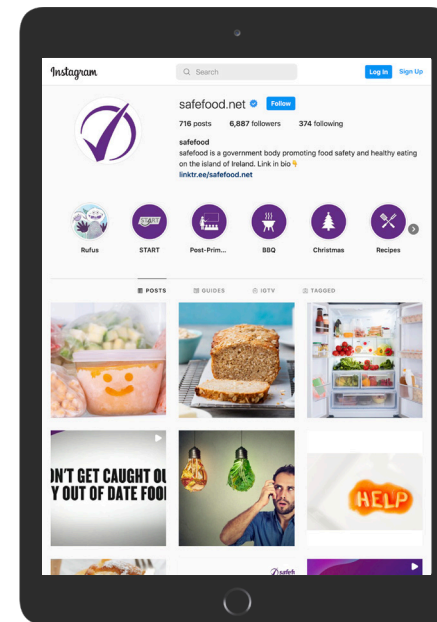 Instagram
Search
Log In Sign Up
safefood.net Follow
716 posts 6,887 followers 374 following
safefood
safefood is a government body promoting food safety and healthy eating
on the island of Ireland. Link in bio👇
linktr.ee/safefood.net
START
Rufus START Post-Prim... BBQ Christmas Recipes
POSTS GUIDES IGTV TAGGED
N'T GET CAUGHT OU
Y OUT OF DATE FOO
HELP
safef